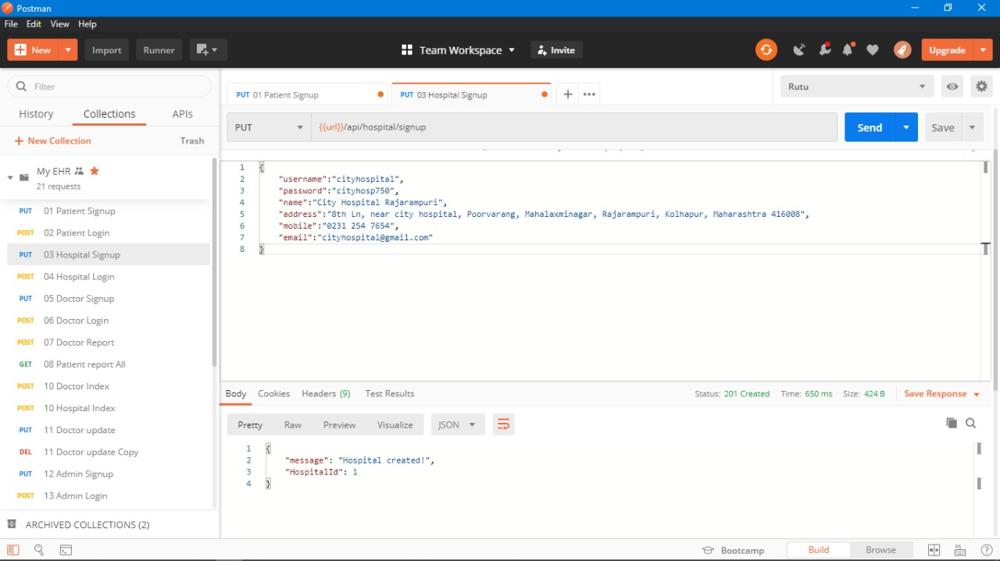 Postman
File Edit View Help
New Import Runner Team Workspace Invite Upgrade
Filter
History Collections APIs
New Collection Trash
My EHR
21 requests
PUT 01 Patient Signup
POST 02 Patient Login
PUT 03 Hospital Signup
POST 04 Hospital Login
PUT 05 Doctor Signup
POST 06 Doctor Login
POST 07 Doctor Report
GET 08 Patient report All
POST 10 Doctor Index
POST 10 Hospital Index
PUT 11 Doctor update
DEL 11 Doctor update Copy
PUT 12 Admin Signup
POST 13 Admin Login
ARCHIVED COLLECTIONS (2)
PUT 01 Patient Signup PUT 03 Hospital Signup Rutu
PUT {{url}}/api/hospital/signup Send Save
1 {
2 "username":"cityhospital",
3 "password":"cityhosp750",
4 "name":"City Hospital Rajarampuri",
5 "address":"8th Ln, near city hospital, Poorvarang, Mahalaxminagar, Rajarampuri, Kolhapur, Maharashtra 416008",
6 "mobile":"0231 254 7654",
7 "email":"cityhospital@gmail.com"
8 }
Body Cookies Headers (9) Test Results Status: 201 Created Time: 650 ms Size: 424 B Save Response
Pretty Raw Preview Visualize JSON
1 {
2 "message": "Hospital created!",
3 "HospitalId": 1
4 }
Bootcamp Build Browse